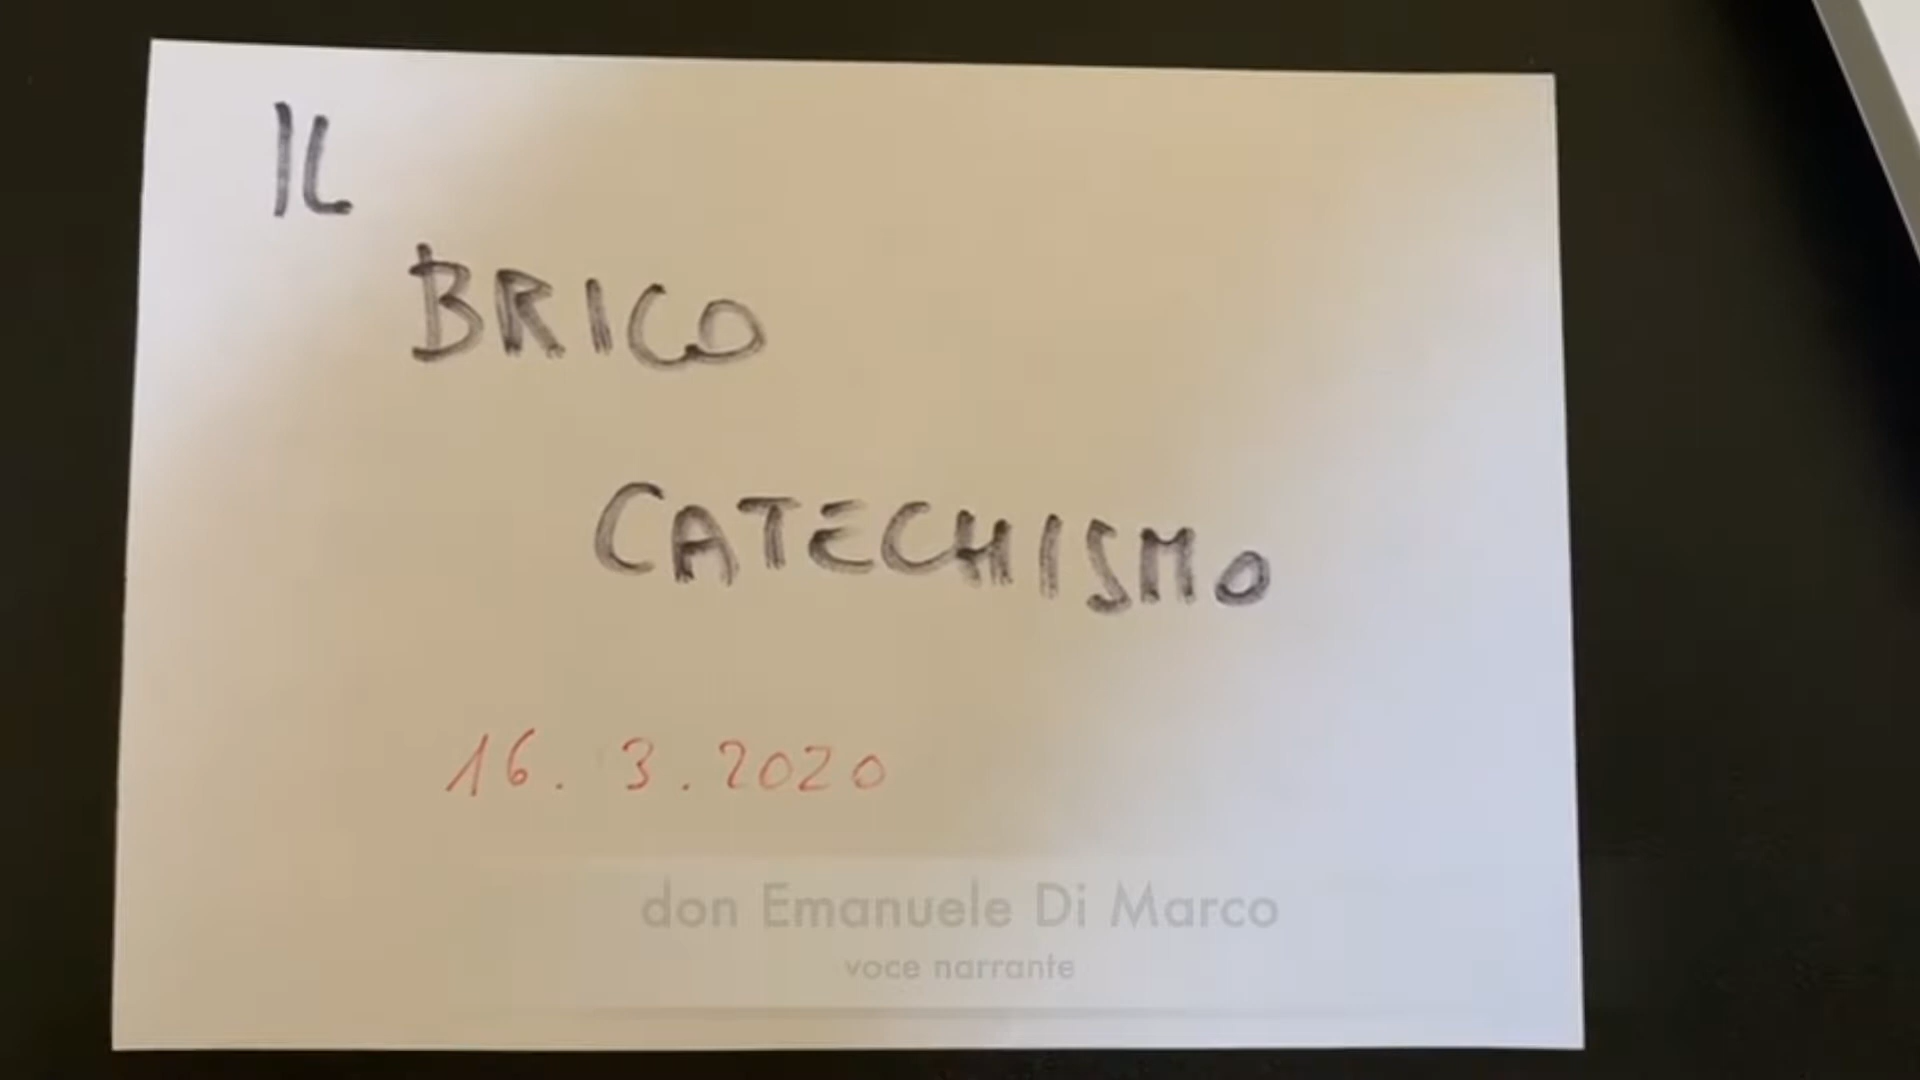 IL
BRICO
CATECHISMO
16.3.2020
don Emanuele Di Marco
voce narrante